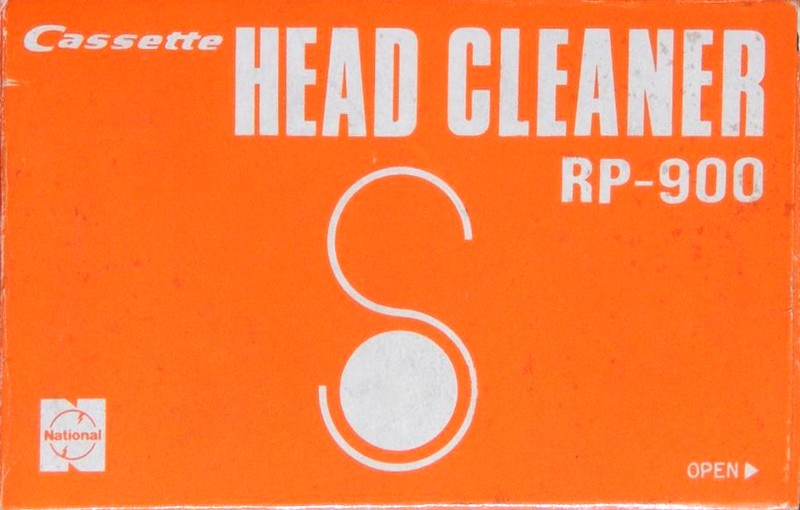 Cassette HEAD CLEANER
RP-900
National
OPEN ▶